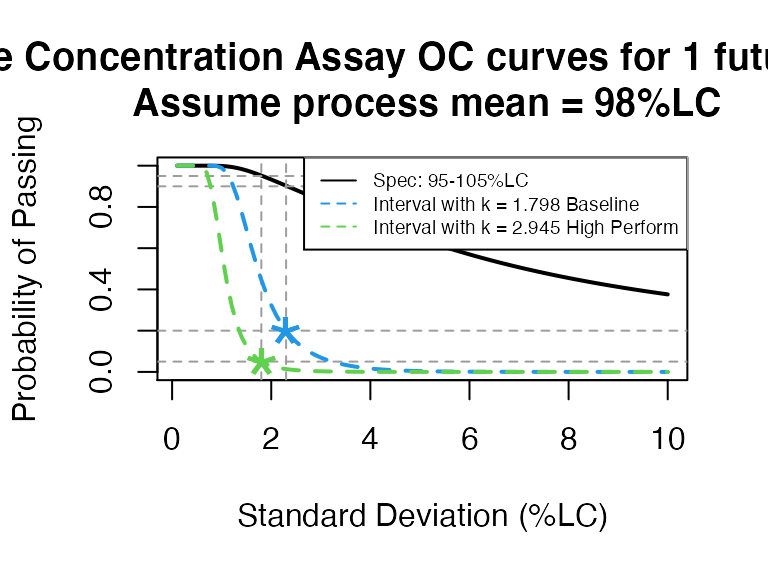 Concentration Assay OC curves for 1
Assume process mean = 98%LC
Probability of Passing
0.8
0.4
0.0
Spec: 95-105%LC
Interval with k = 1.798 Baseline
Interval with k = 2.945 High Perform
0 2 4 6 8 10
Standard Deviation (%LC)